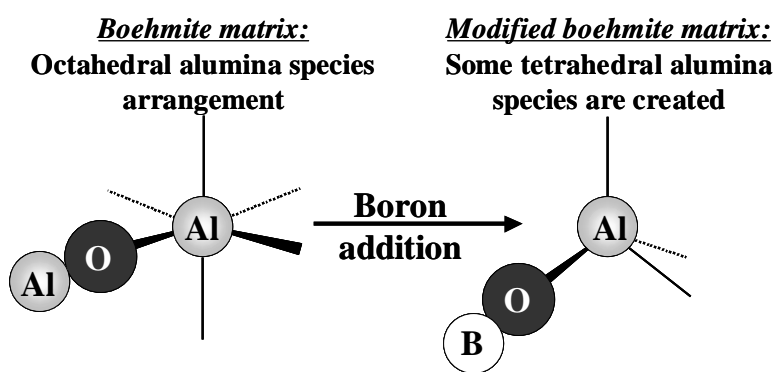 Boehmite matrix:
Octahedral alumina species
arrangement
Modified boehmite matrix:
Some tetrahedral alumina
species are created
Al
O
Al
Boron
addition
Al
O
B